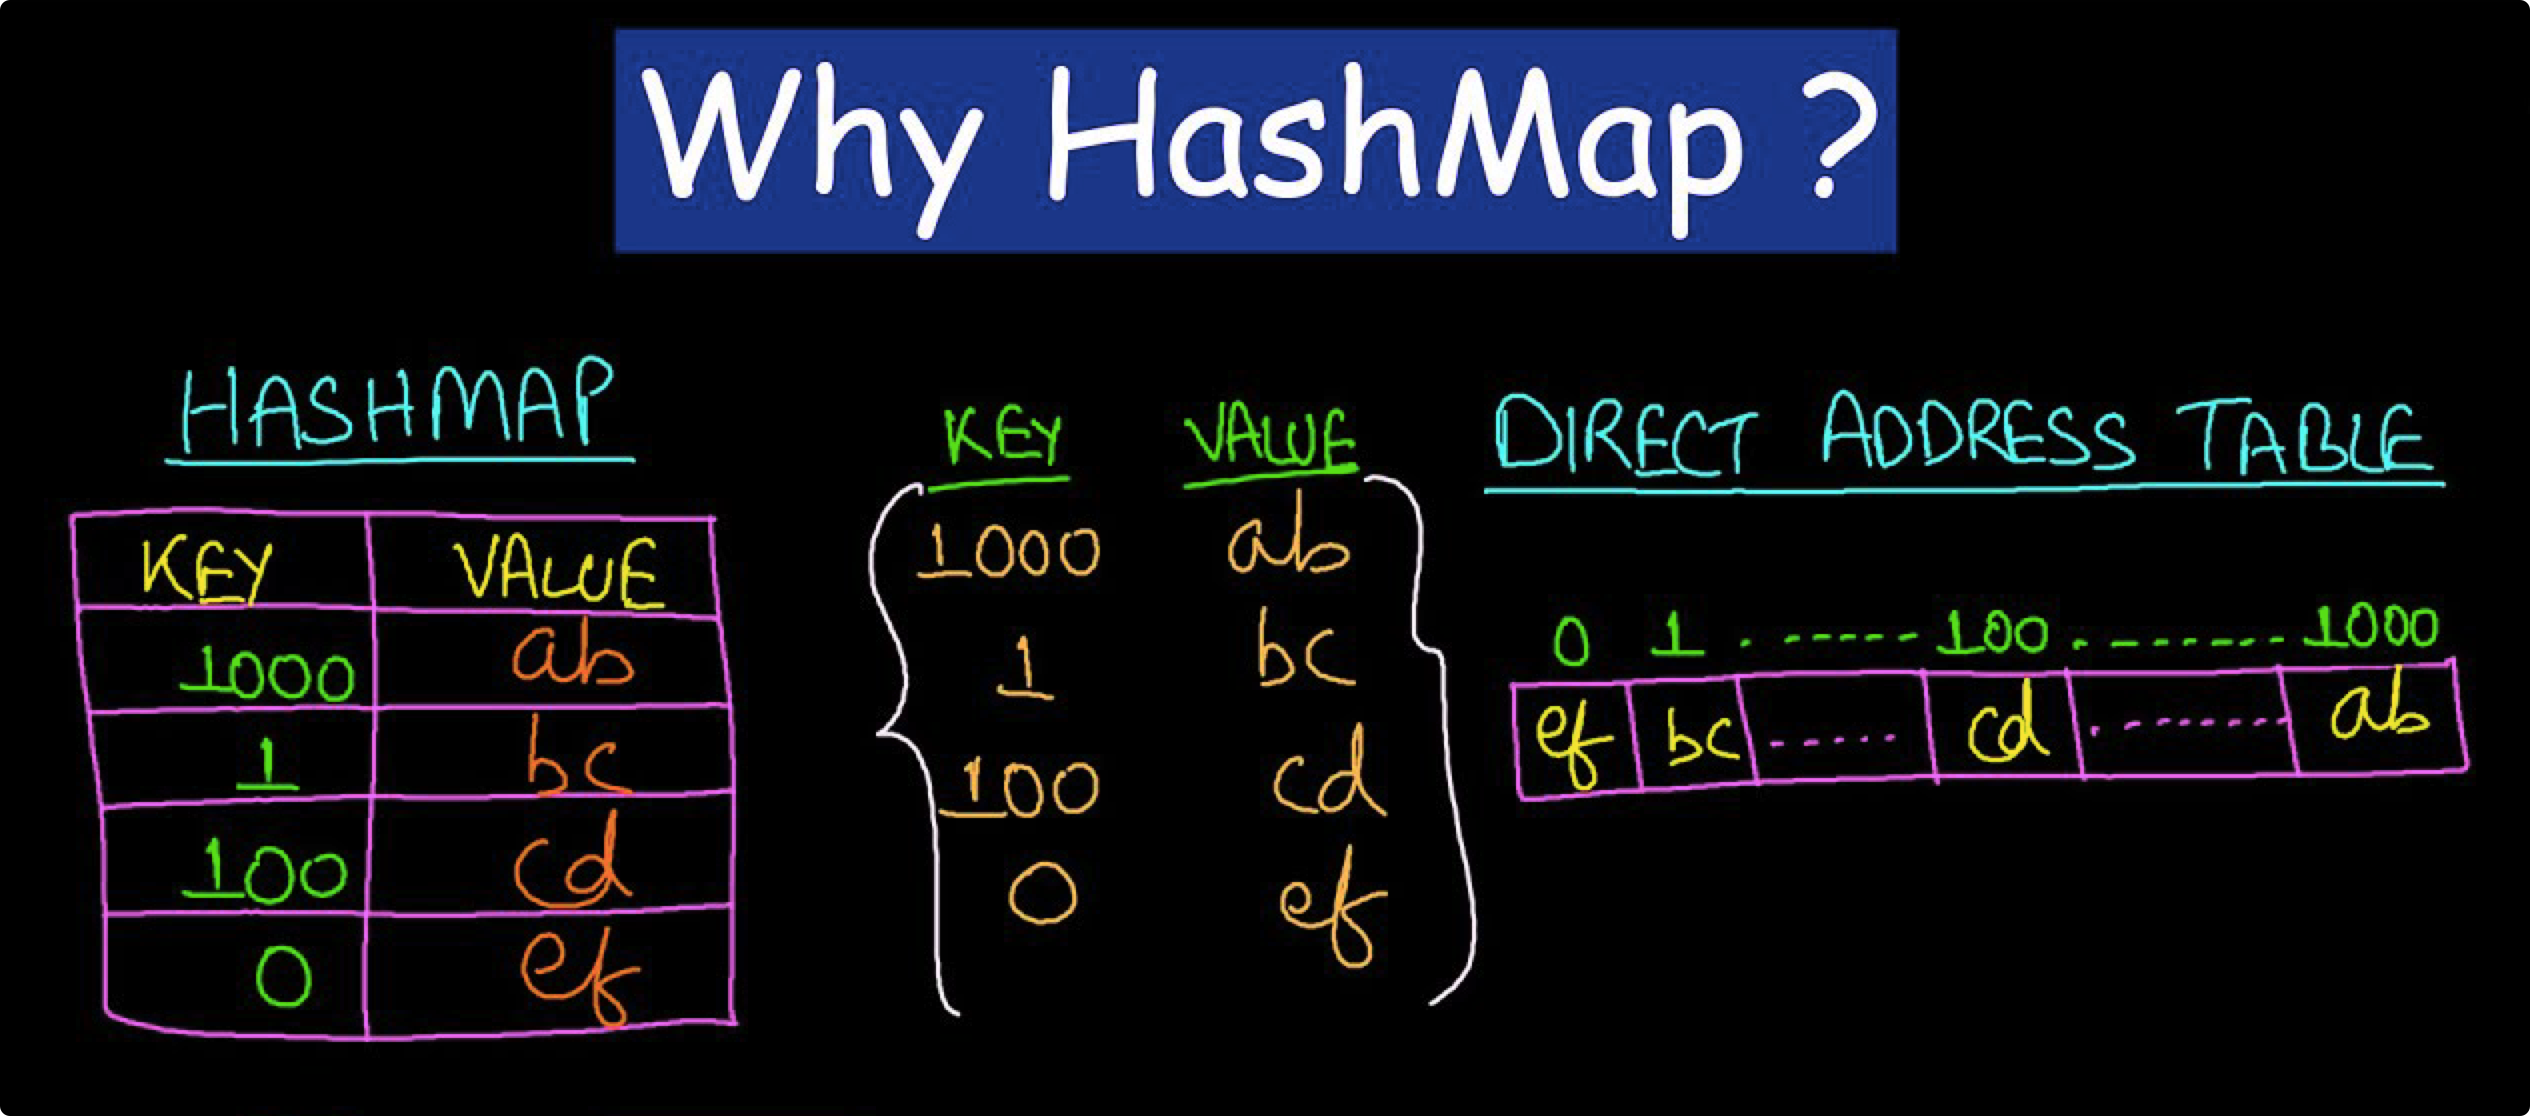 Why HashMap ?
HASHMAP
KEY VALUE
1000 ab
1 bc
100 cd
0 ef
KEY VALUE
1000 ab
1 bc
100 cd
0 ef
DIRECT ADDRESS TABLE
0 1 100 1000
ef bc cd ab